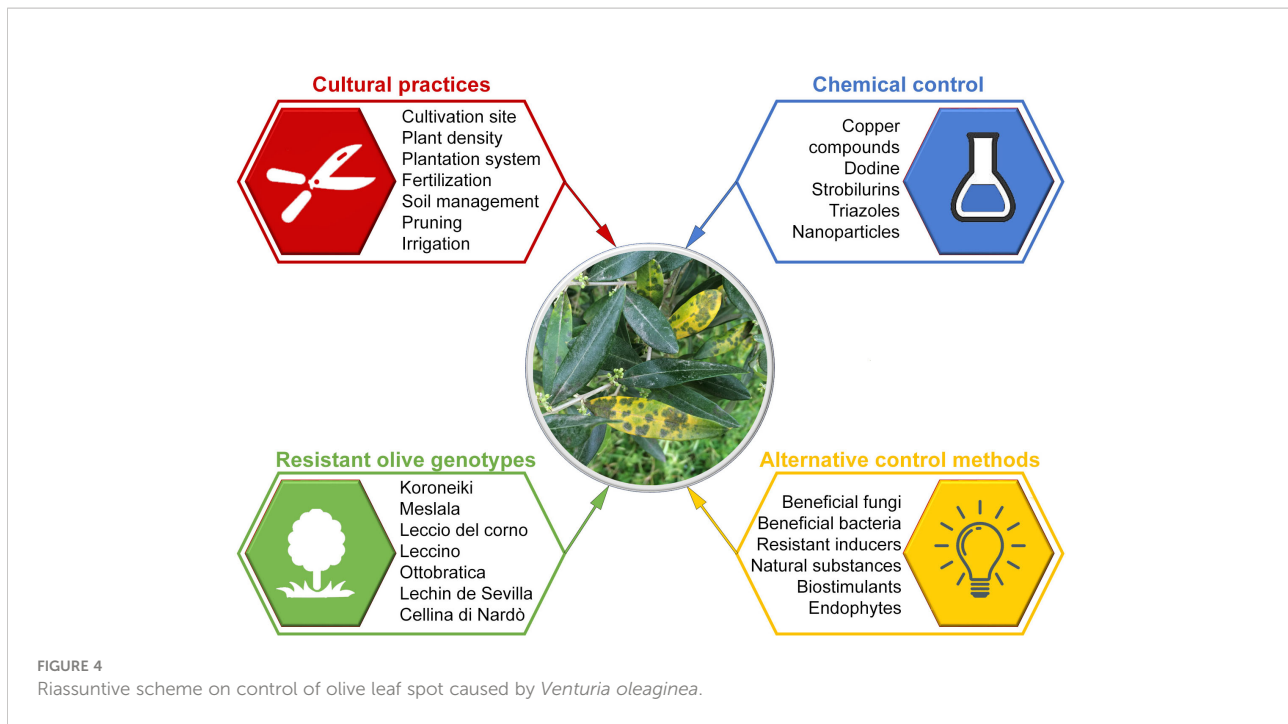 Cultural practices
Cultivation site
Plant density
Plantation system
Fertilization
Soil management
Pruning
Irrigation
Chemical control
Copper
compounds
Dodine
Strobilurins
Triazoles
Nanoparticles
Resistant olive genotypes
Koroneiki
Meslala
Leccio del corno
Leccino
Ottobratica
Lechin de Sevilla
Cellina di Nardò
Alternative control methods
Beneficial fungi
Beneficial bacteria
Resistant inducers
Natural substances
Biostimulants
Endophytes
FIGURE 4
Riassuntive scheme on control of olive leaf spot caused by Venturia oleaginea.